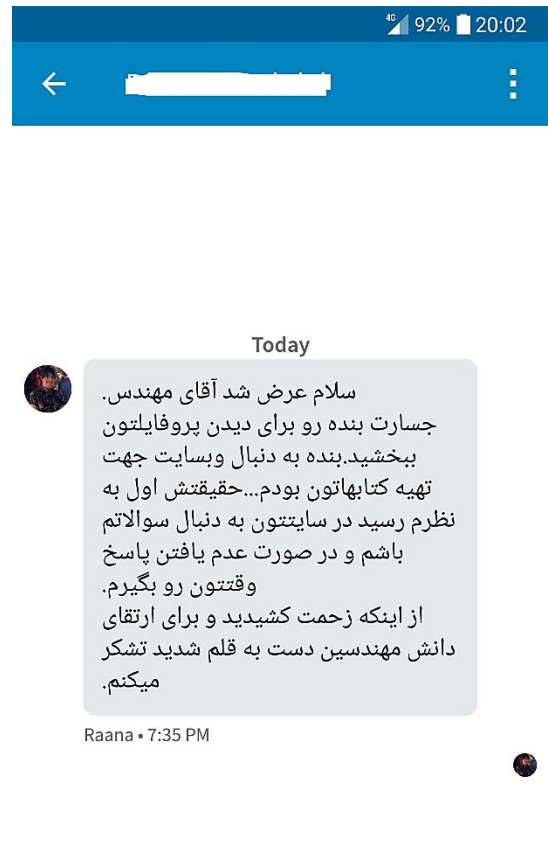 4G 92% 20:02
Today
سلام عرض شد آقای مهندس.
جسارت بنده رو برای دیدن پروفایلتون
ببخشید.بنده به دنبال وبسایت جهت
تهیه کتابهاتون بودم...حقیقتش اول به
نظرم رسید در سایتتون به دنبال سوالاتم
باشم و در صورت عدم یافتن پاسخ
وقتتون رو بگیرم.
از اینکه زحمت کشیدید و برای ارتقای
دانش مهندسین دست به قلم شدید تشکر
میکنم.
Raana • 7:35 PM